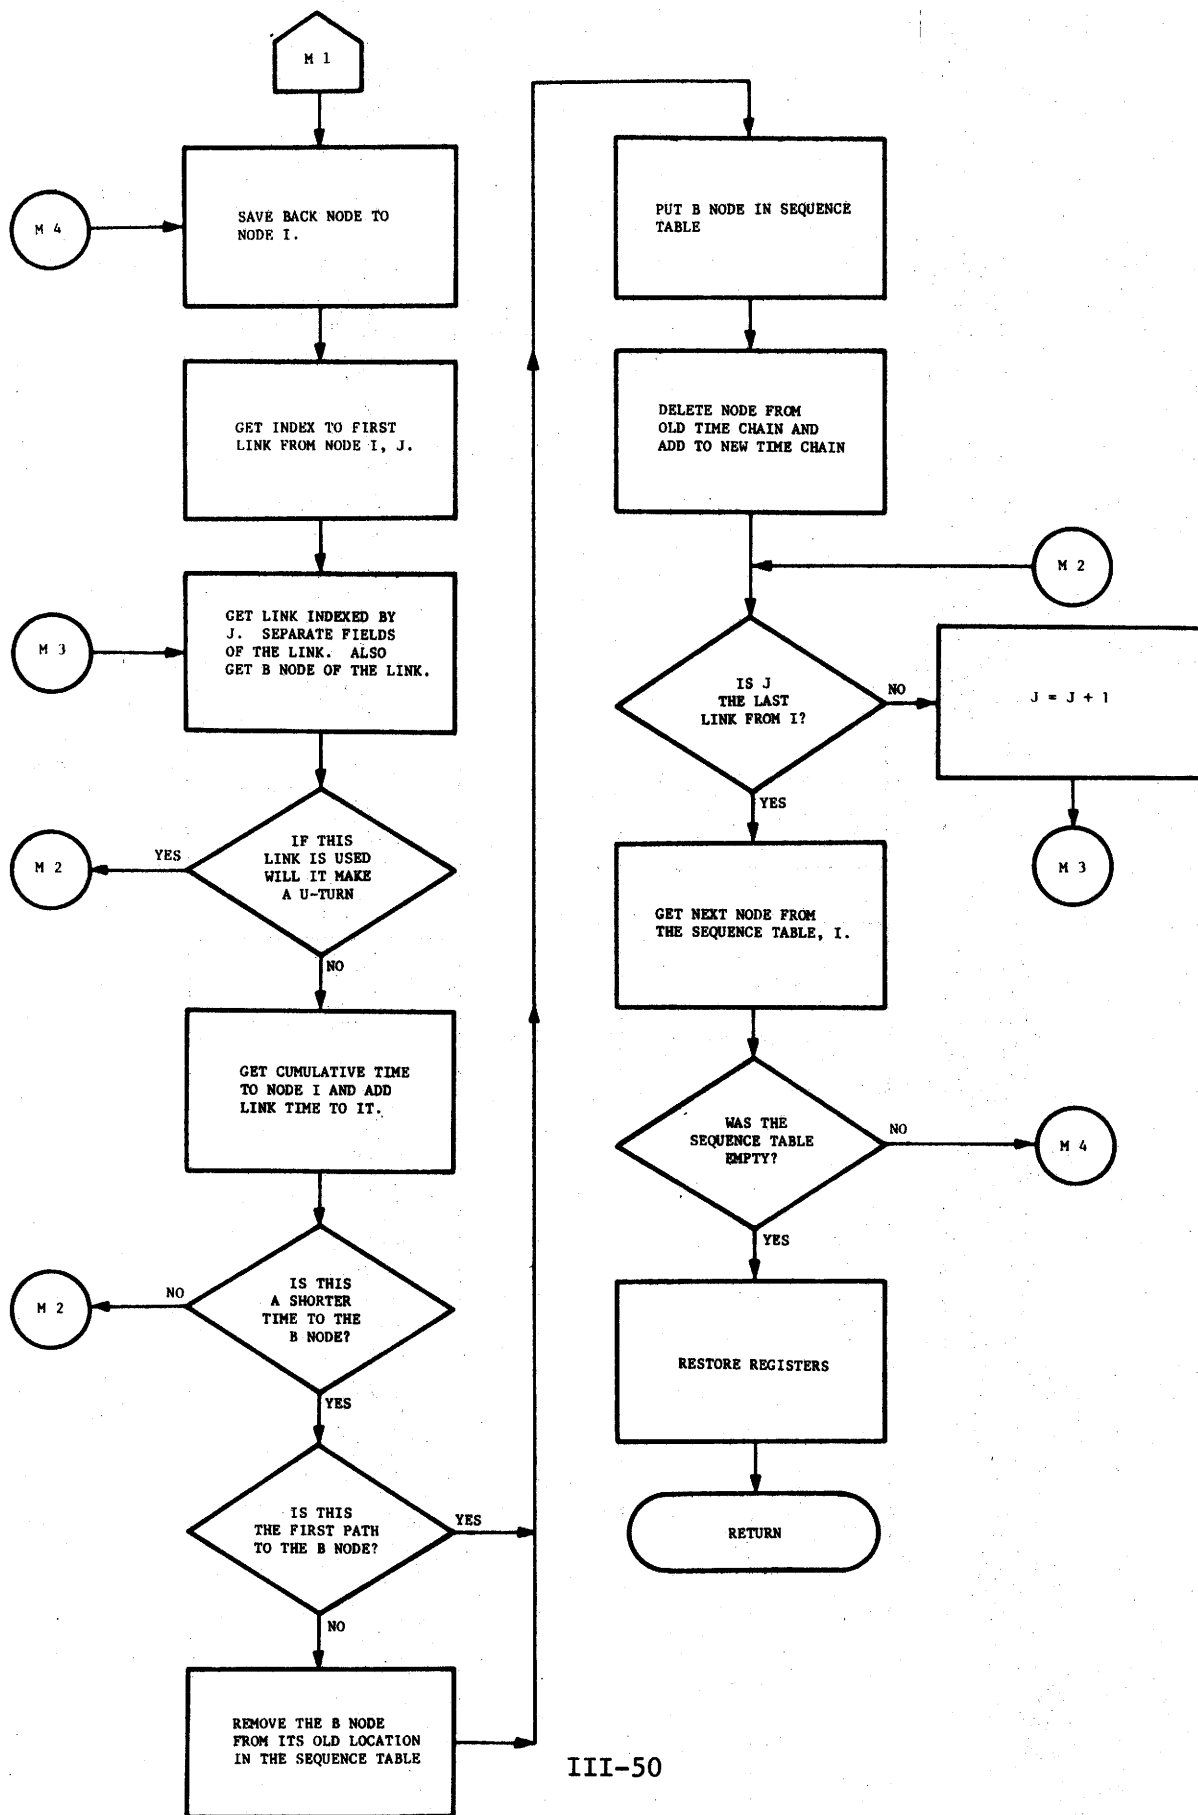 M 1
SAVE BACK NODE TO
NODE I.
M 4
GET INDEX TO FIRST
LINK FROM NODE I, J.
GET LINK INDEXED BY
J. SEPARATE FIELDS
OF THE LINK. ALSO
GET B NODE OF THE LINK.
M 3
IF THIS
LINK IS USED
WILL IT MAKE
A U-TURN
YES
M 2
NO
GET CUMULATIVE TIME
TO NODE I AND ADD
LINK TIME TO IT.
IS THIS
A SHORTER
TIME TO THE
B NODE?
NO
M 2
YES
IS THIS
THE FIRST PATH
TO THE B NODE?
YES
NO
REMOVE THE B NODE
FROM ITS OLD LOCATION
IN THE SEQUENCE TABLE
PUT B NODE IN SEQUENCE
TABLE
DELETE NODE FROM
OLD TIME CHAIN AND
ADD TO NEW TIME CHAIN
M 2
IS J
THE LAST
LINK FROM I?
NO
J = J + 1
M 3
YES
GET NEXT NODE FROM
THE SEQUENCE TABLE, I.
WAS THE
SEQUENCE TABLE
EMPTY?
NO
M 4
YES
RESTORE REGISTERS
RETURN
III-50